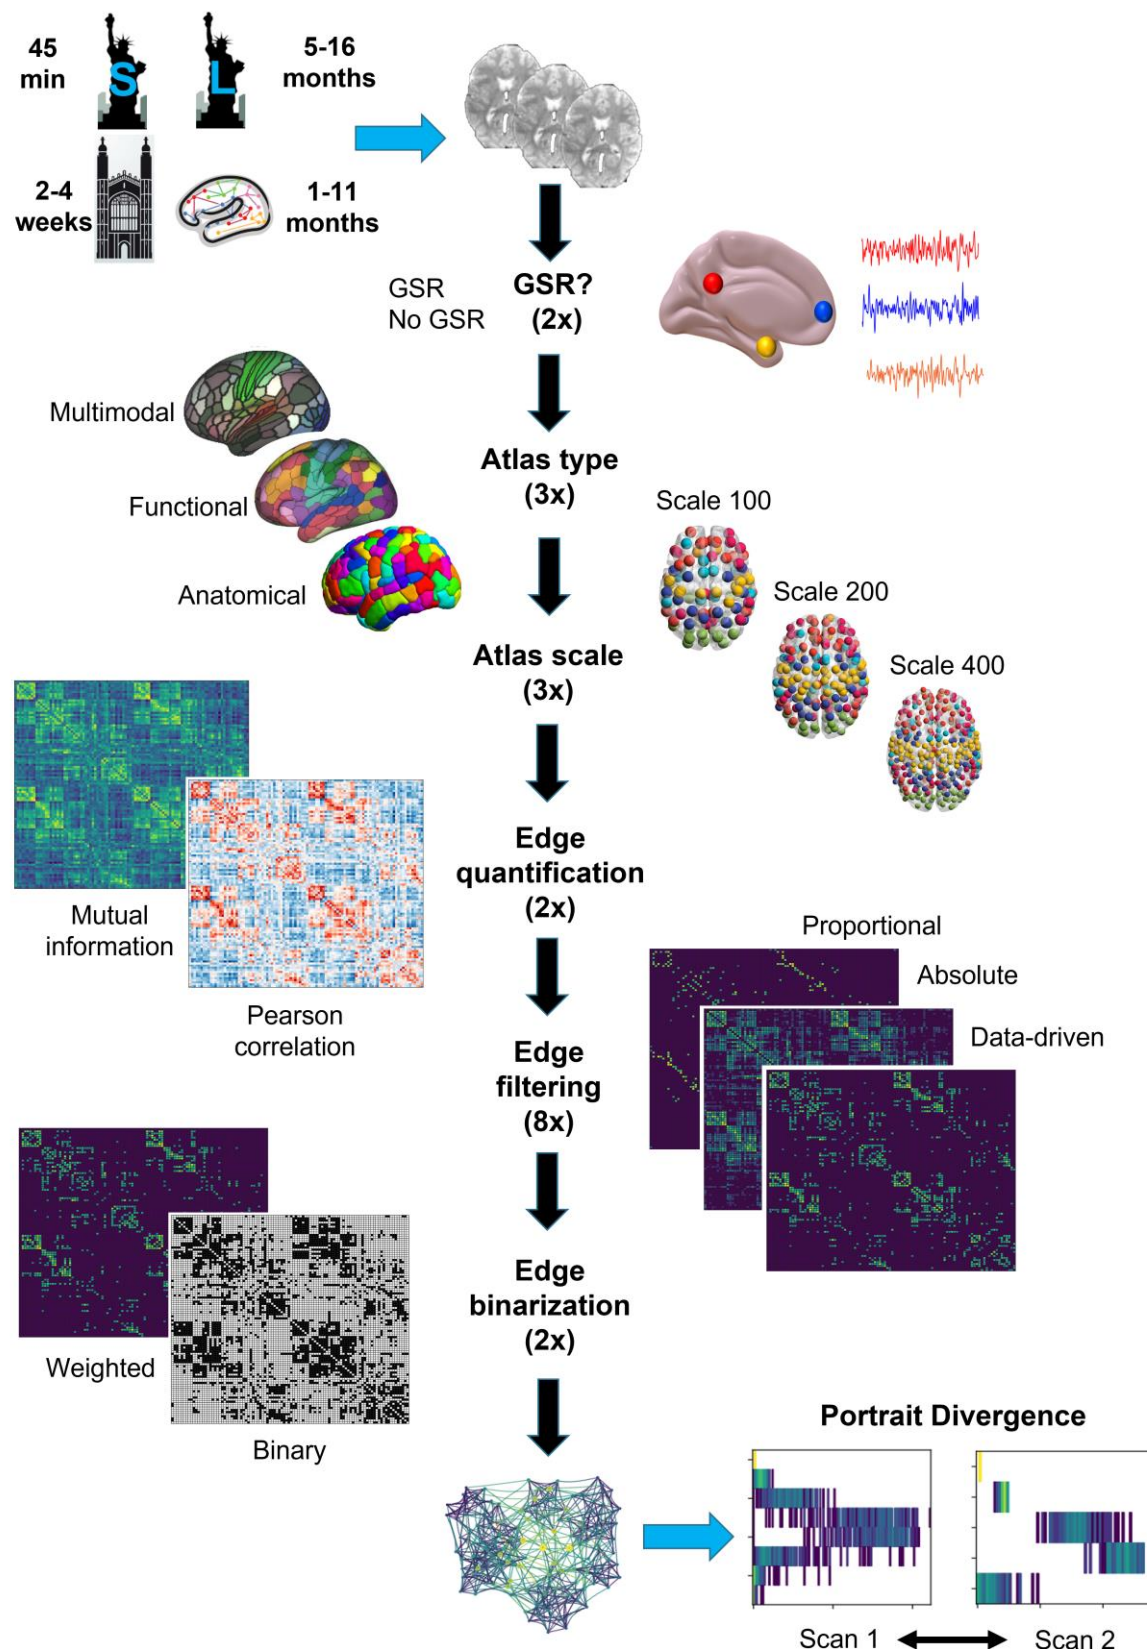 45
min
S
L
5-16
months
2-4
weeks
1-11
months
GSR
No GSR
GSR?
(2x)
Multimodal
Functional
Anatomical
Atlas type
(3x)
Scale 100
Scale 200
Scale 400
Atlas scale
(3x)
Mutual
information
Pearson
correlation
Edge
quantification
(2x)
Proportional
Absolute
Data-driven
Edge
filtering
(8x)
Weighted
Binary
Edge
binarization
(2x)
Portrait Divergence
Scan 1
Scan 2